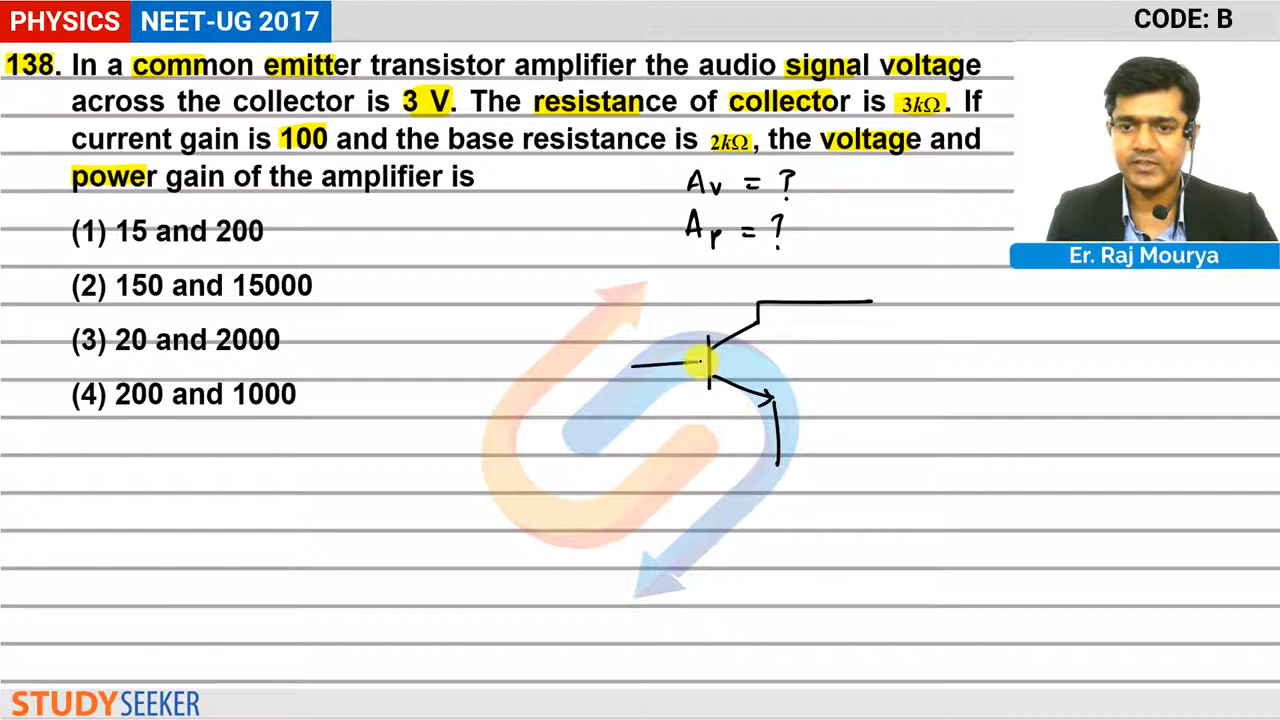 PHYSICS NEET-UG 2017 CODE: B
138. In a common emitter transistor amplifier the audio signal voltage
across the collector is 3 V. The resistance of collector is 3kΩ. If
current gain is 100 and the base resistance is 2kΩ, the voltage and
power gain of the amplifier is
Av = ?
Ap = ?
(1) 15 and 200
(2) 150 and 15000
(3) 20 and 2000
(4) 200 and 1000
Er. Raj Mourya
STUDY SEEKER